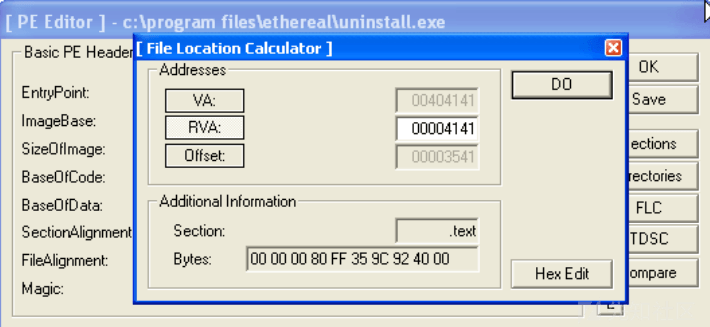 [ PE Editor ] - c:\program files\ethereal\uninstall.exe
Basic PE Header
EntryPoint:
ImageBase:
SizeOfImage:
BaseOfCode:
BaseOfData:
SectionAlignment
FileAlignment:
Magic:
[ File Location Calculator ]
Addresses
VA: 00404141
RVA: 00004141
Offset: 00003541
DO
Additional Information
Section: .text
Bytes: 00 00 00 80 FF 35 9C 92 40 00
Hex Edit
OK
Save
ections
rectories
FLC
TDSC
ompare
L